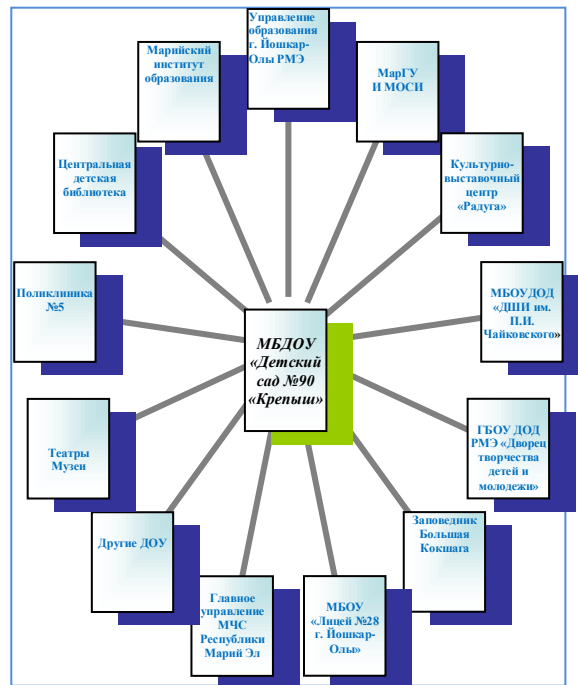 Управление
образования
г. Йошкар-
Олы РМЭ
Марийский
институт
образования
МарГУ
И МОСИ
Центральная
детская
библиотека
Культурно-
выставочный
центр
«Радуга»
Поликлиника
№5
МБОУДОД
«ДШИ им.
П.И.
Чайковского»
МБДОУ
«Детский
сад №90
«Крепыш»
Театры
Музеи
ГБОУ ДОД
РМЭ «Дворец
творчества
детей и
молодежи»
Другие ДОУ
Заповедник
Большая
Кокшага
Главное
управление
МЧС
Республики
Марий Эл
МБОУ
«Лицей №28
г. Йошкар-
Олы»